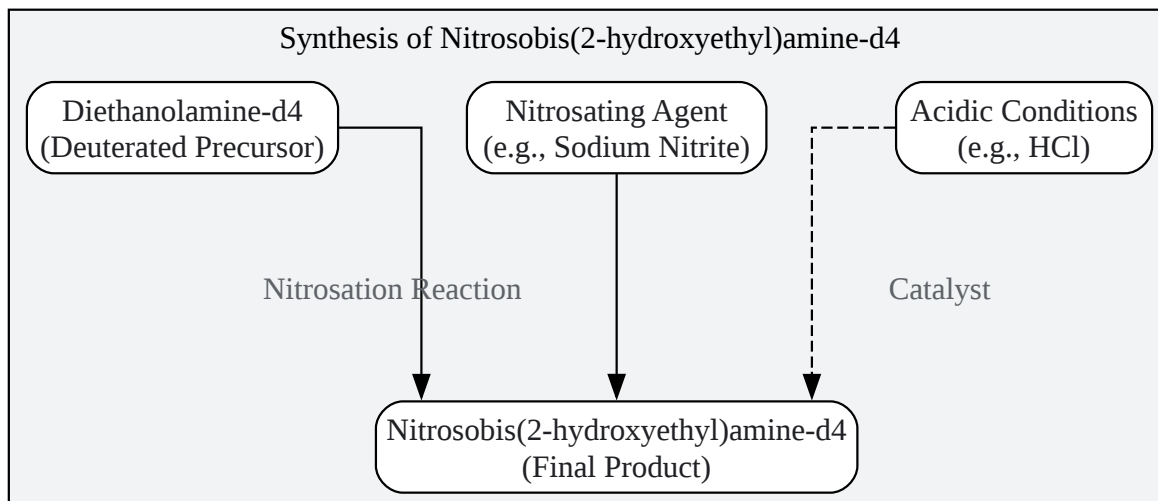 Synthesis of Nitrosobis(2-hydroxyethyl)amine-d4
Diethanolamine-d4
(Deuterated Precursor)
Nitrosating Agent
(e.g., Sodium Nitrite)
Acidic Conditions
(e.g., HCl)
Nitrosation Reaction
Catalyst
Nitrosobis(2-hydroxyethyl)amine-d4
(Final Product)